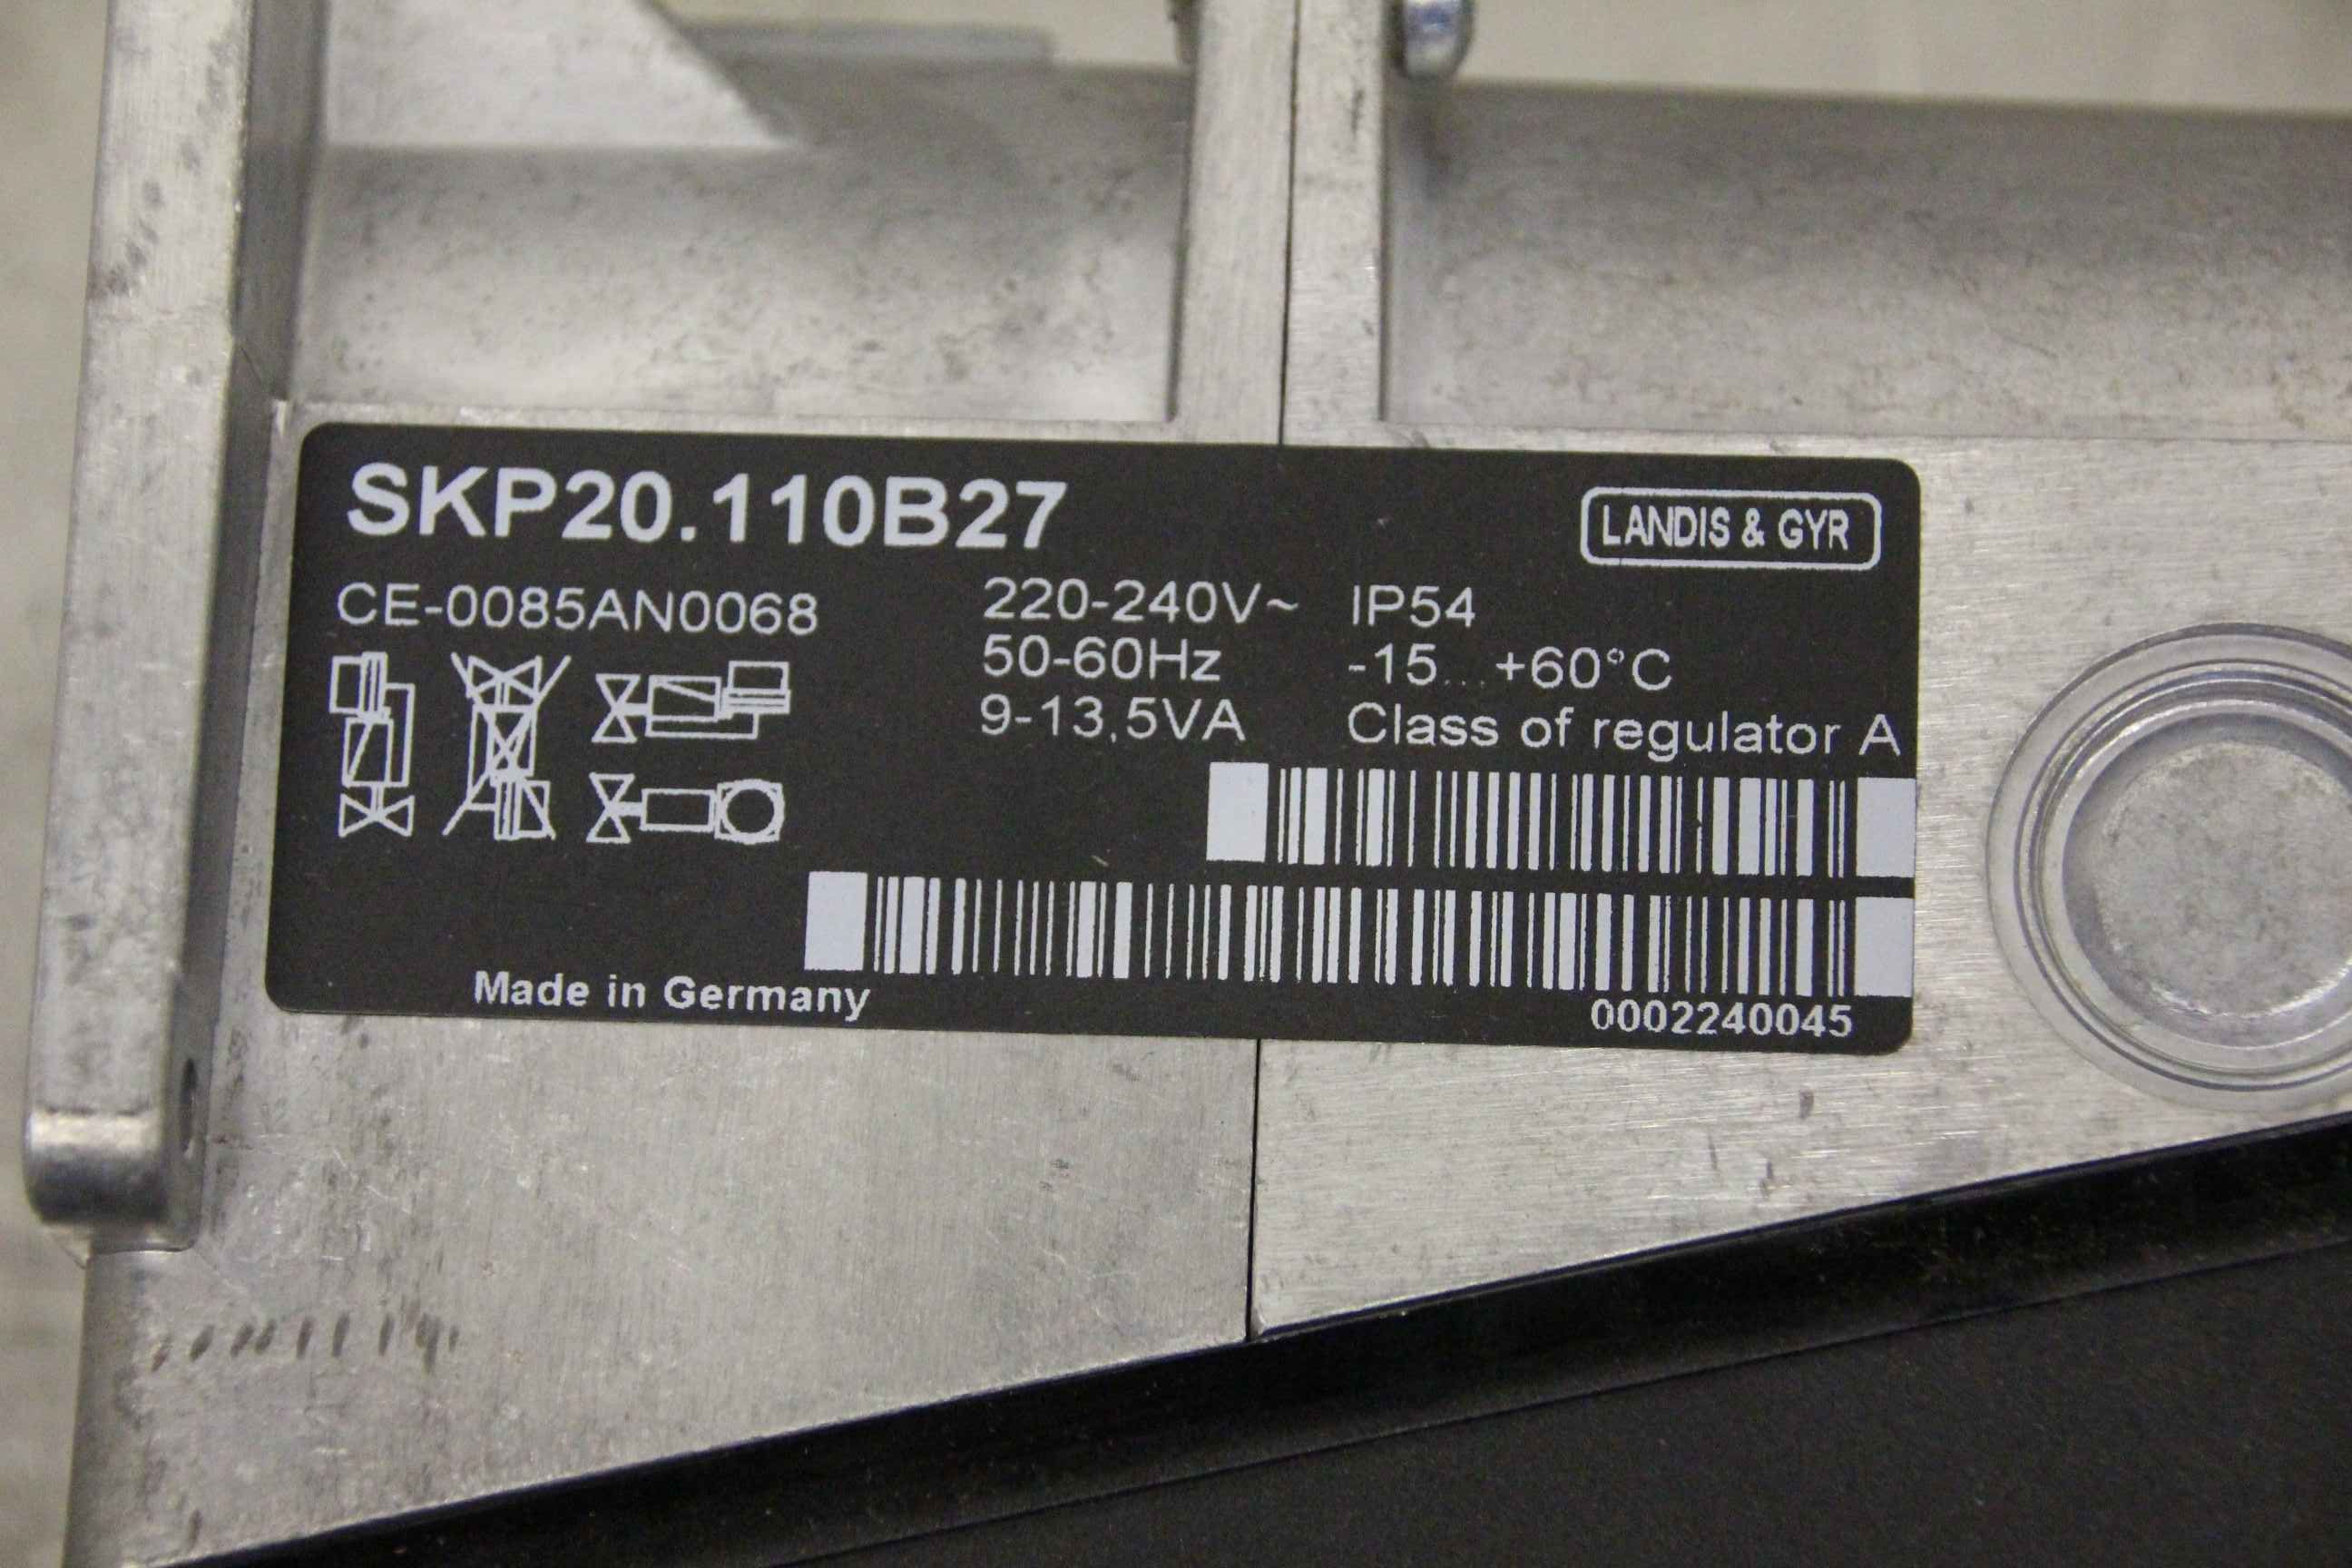 SKP20.110B27
LANDIS & GYR
CE-0085AN0068
220-240V~ IP54
50-60Hz -15...+60°C
9-13,5VA Class of regulator A
Made in Germany
0002240045